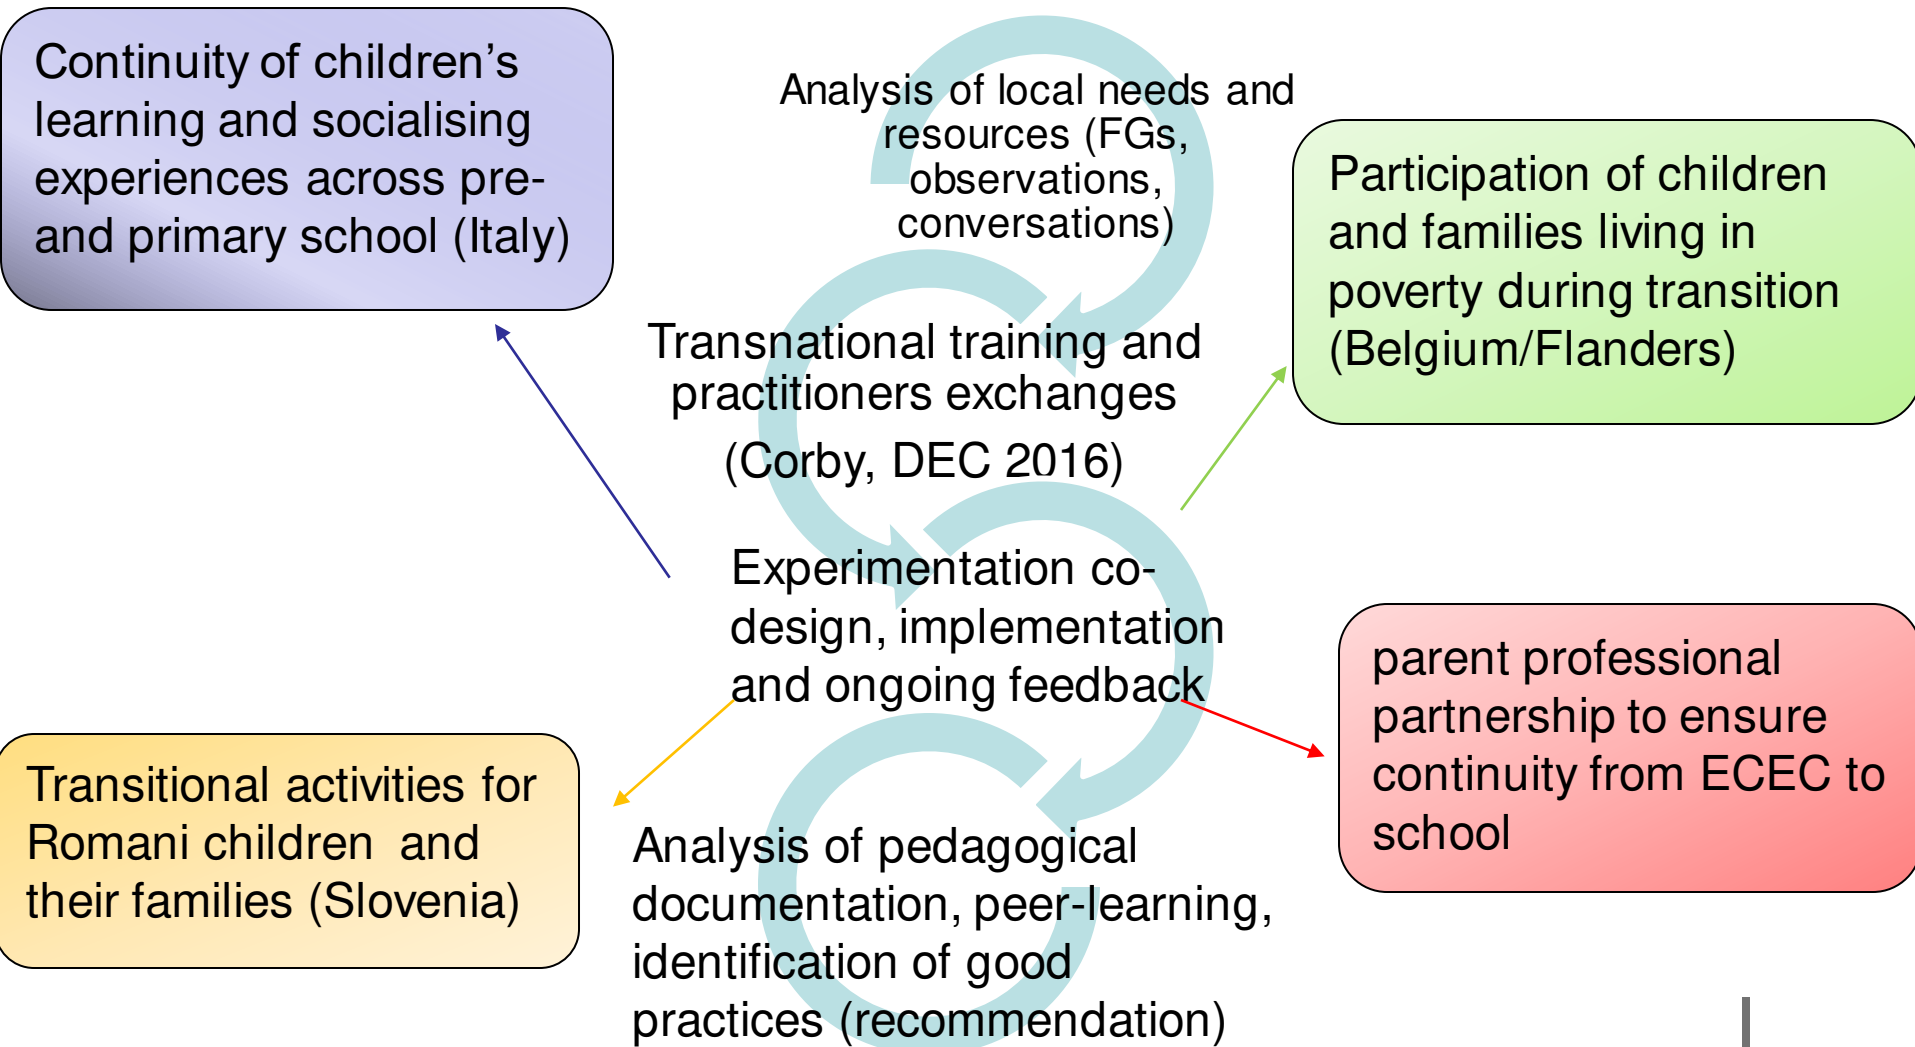 Continuity of children’s
learning and socialising
experiences across pre-
and primary school (Italy)
Analysis of local needs and
resources (FGs,
observations,
conversations)
Participation of children
and families living in
poverty during transition
(Belgium/Flanders)
Transnational training and
practitioners exchanges
(Corby, DEC 2016)
Experimentation co-
design, implementation
and ongoing feedback
parent professional
partnership to ensure
continuity from ECEC to
school
Transitional activities for
Romani children  and
their families (Slovenia)
Analysis of pedagogical
documentation, peer-learning,
identification of good
practices (recommendation)